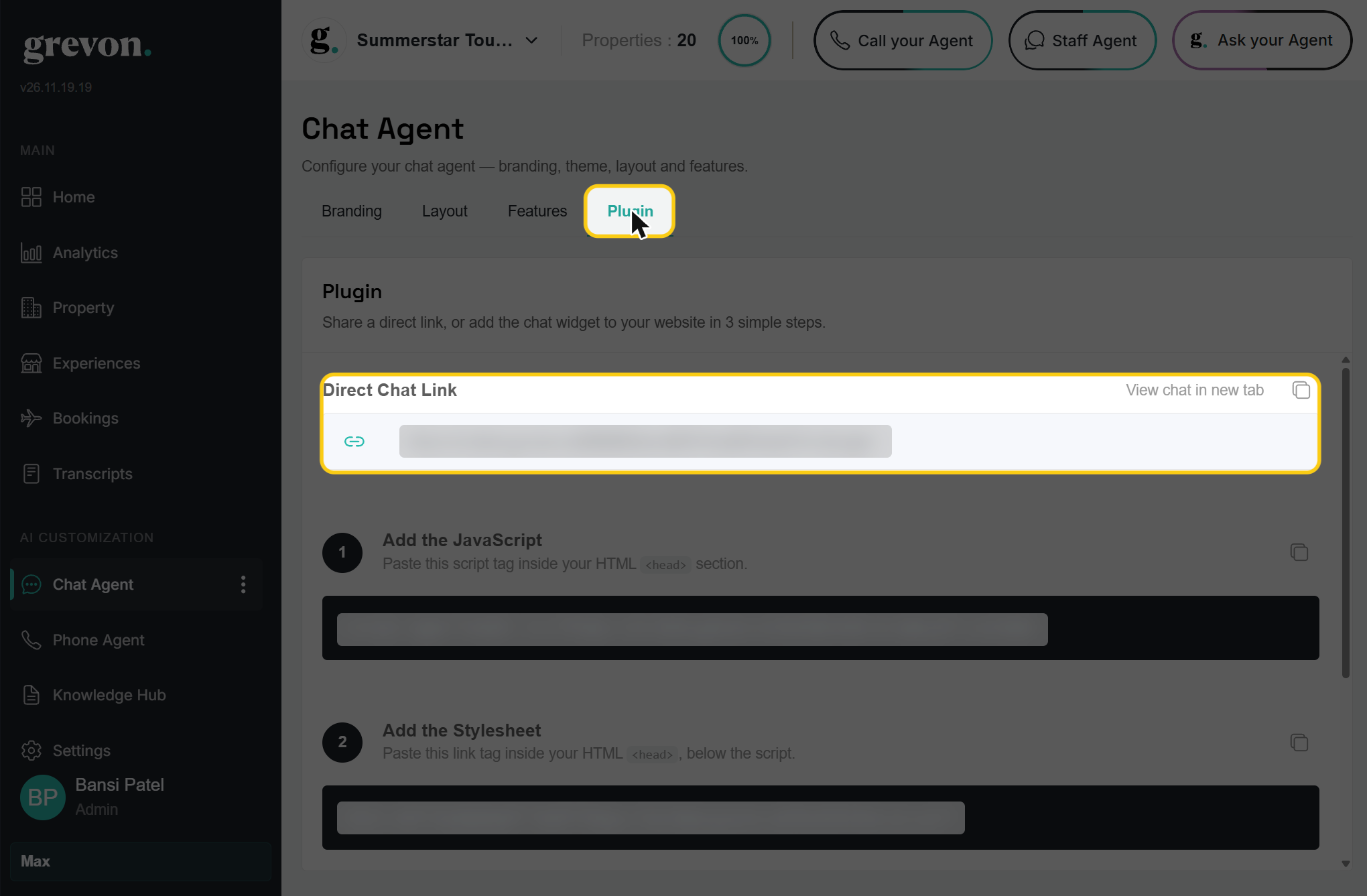 grevon.
v26.11.19.19
MAIN
Home
Analytics
Property
Experiences
Bookings
Transcripts
AI CUSTOMIZATION
Chat Agent
Phone Agent
Knowledge Hub
Settings
BP
Bansi Patel
Admin
Max
g. Summerstar Tou...
Properties : 20
100%
Call your Agent
Staff Agent
g. Ask your Agent
Chat Agent
Configure your chat agent — branding, theme, layout and features.
Branding Layout Features Plugin
Plugin
Share a direct link, or add the chat widget to your website in 3 simple steps.
Direct Chat Link
View chat in new tab
1
Add the JavaScript
Paste this script tag inside your HTML <head> section.
2
Add the Stylesheet
Paste this link tag inside your HTML <head>, below the script.